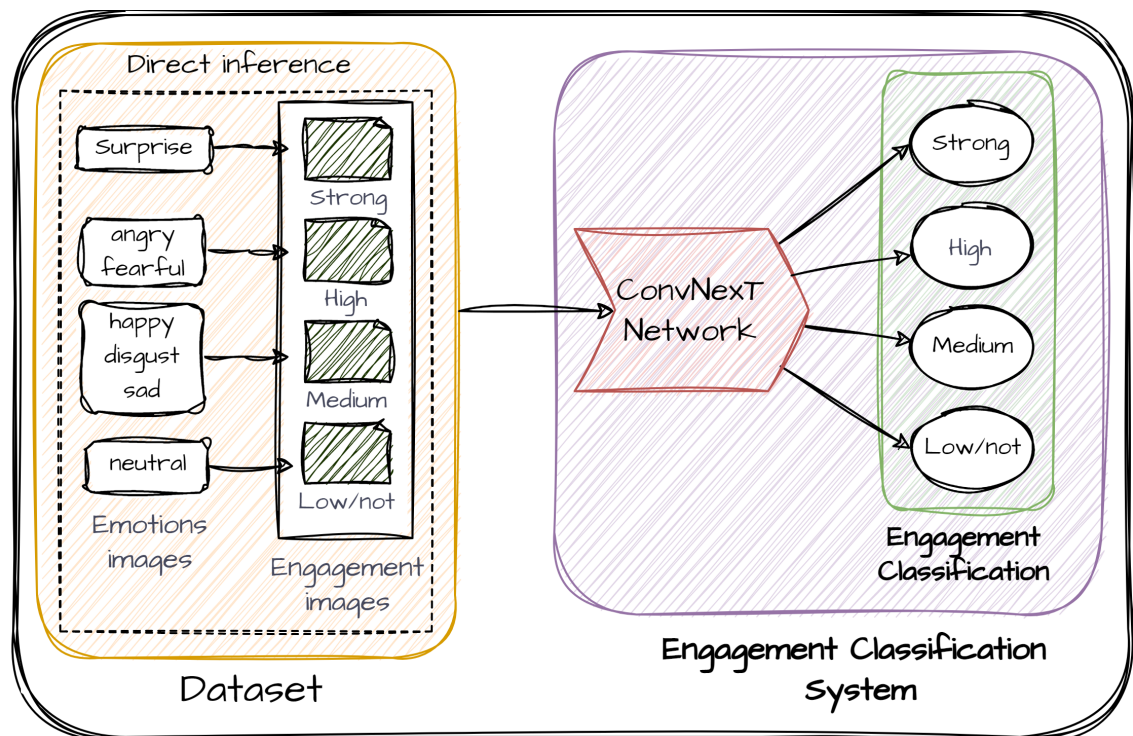 Direct inference
Surprise
Strong
angry
fearful
High
happy
disgust
sad
Medium
neutral
Low/not
Emotions
images
Engagement
images
Dataset
ConvNexT
Network
Strong
High
Medium
Low/not
Engagement
Classification
Engagement Classification
System